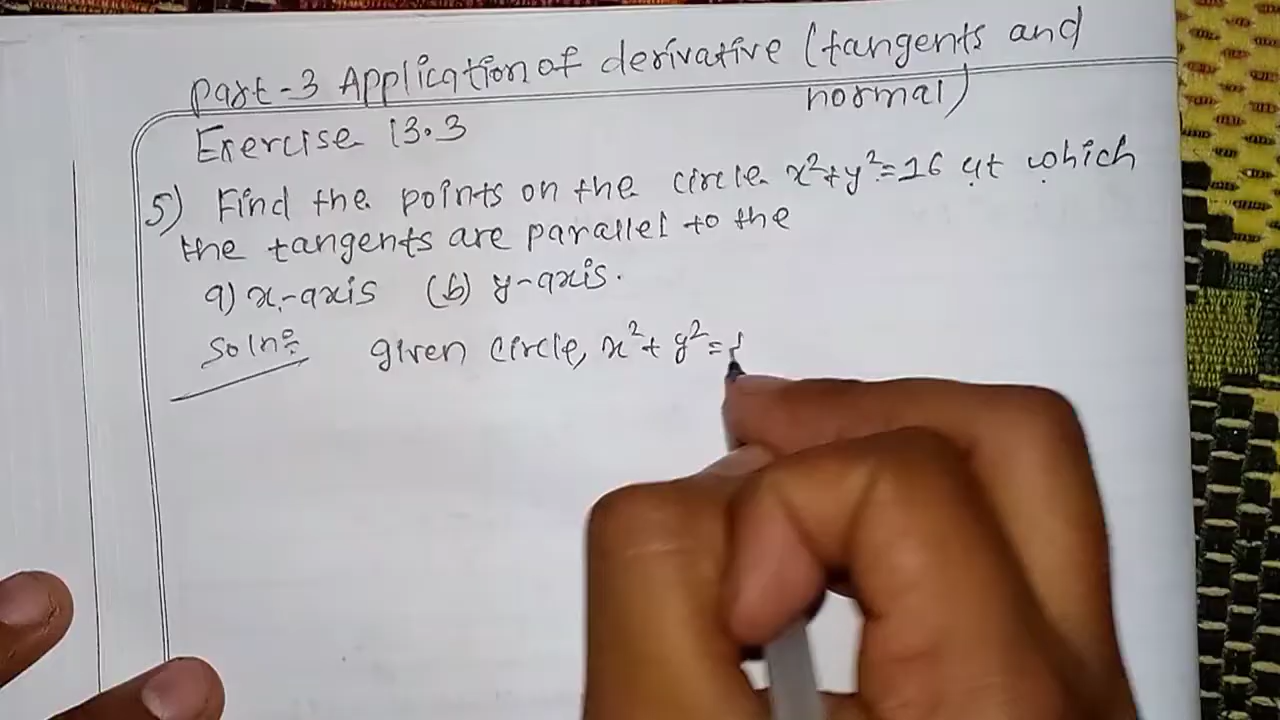 Part-3 Application of derivative (tangents and
normal)
Exercise 13.3
5) Find the points on the circle x²+y²=16 at which
the tangents are parallel to the
a) x-axis (b) y-axis.
Soln:
given circle, x²+ y²=